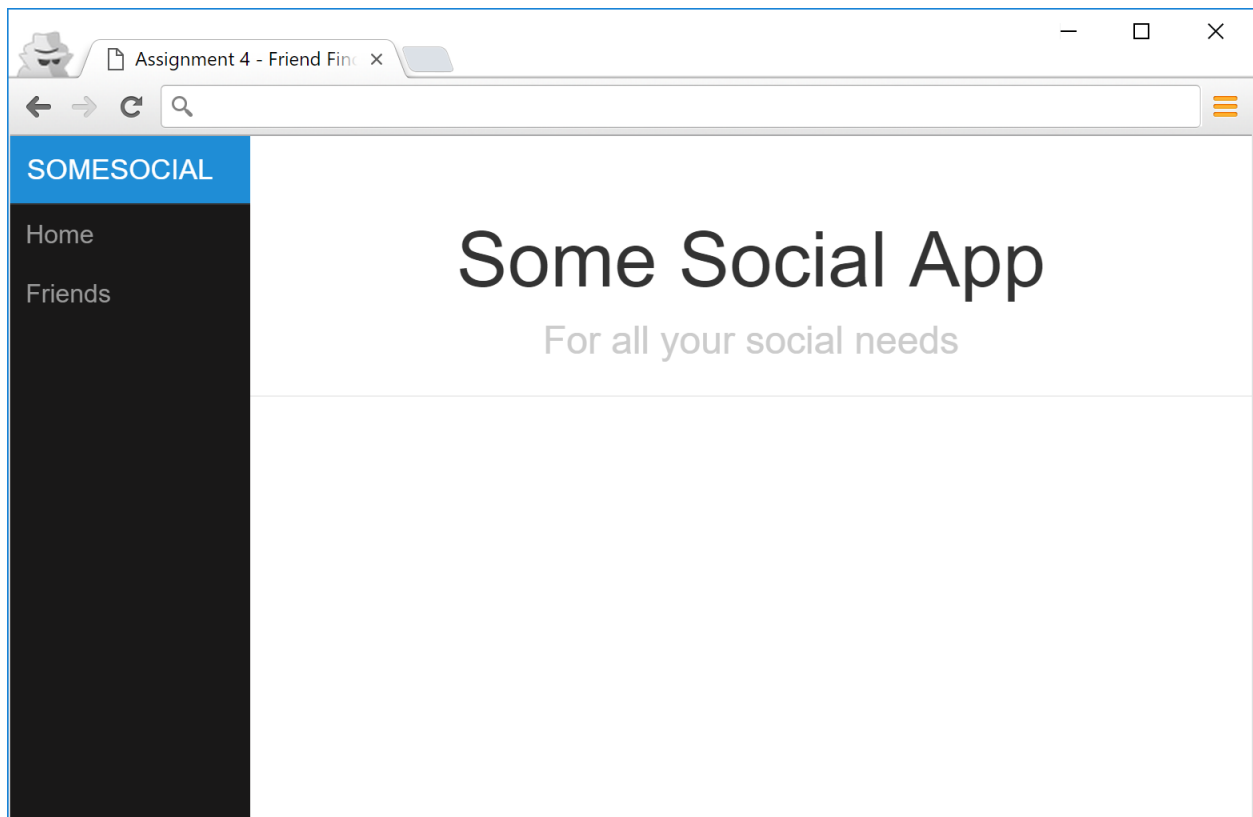 Assignment 4 - Friend Fin
SOMESOCIAL
Home
Friends
Some Social App
For all your social needs